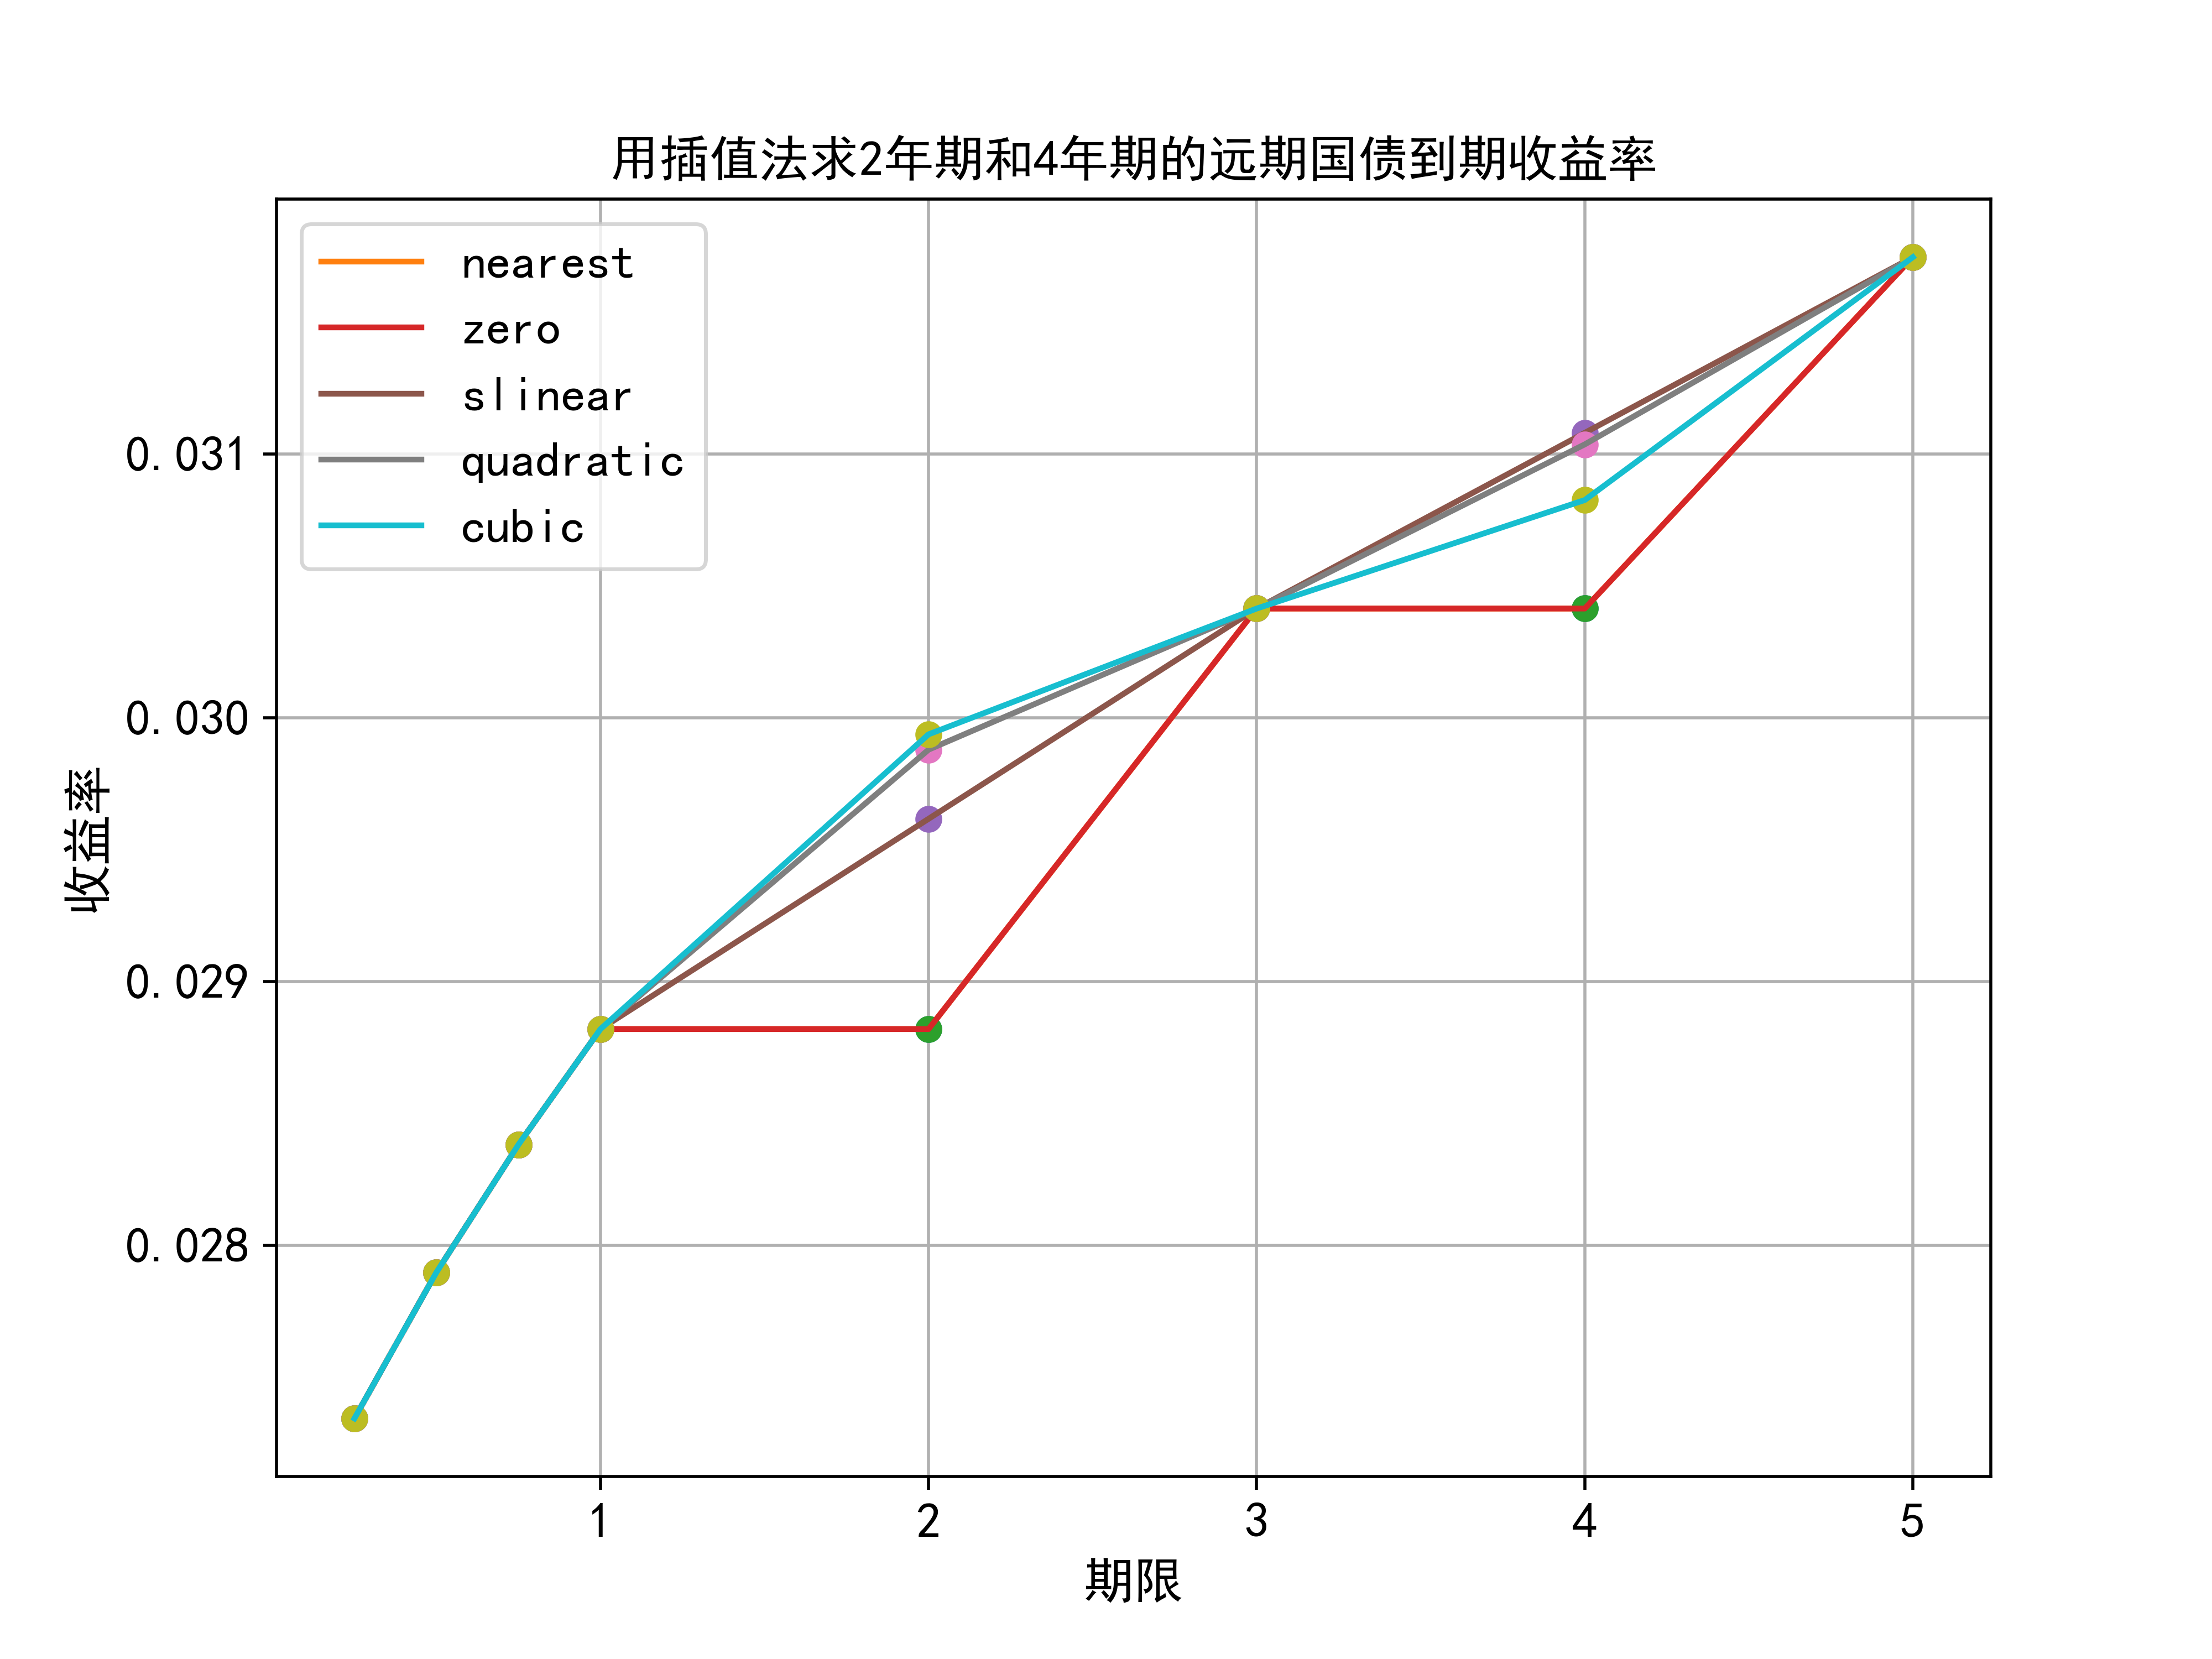 用插值法求2年期和4年期的远期国债到期收益率
nearest
zero
slinear
quadratic
cubic
0.031
0.030
0.029
0.028
收益率
1 2 3 4 5
期限